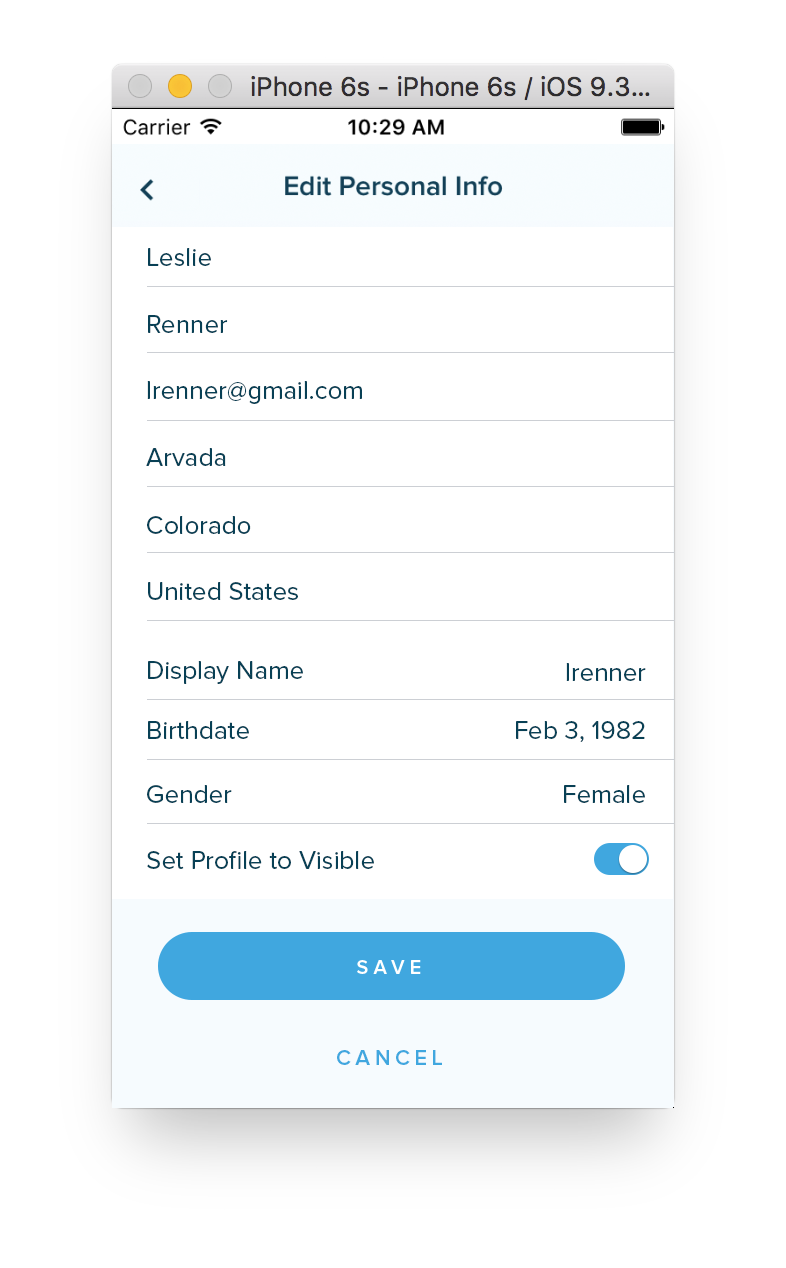 iPhone 6s - iPhone 6s / iOS 9.3...
Carrier 10:29 AM
Edit Personal Info
Leslie
Renner
lrenner@gmail.com
Arvada
Colorado
United States
Display Name lrenner
Birthdate Feb 3, 1982
Gender Female
Set Profile to Visible
SAVE
CANCEL